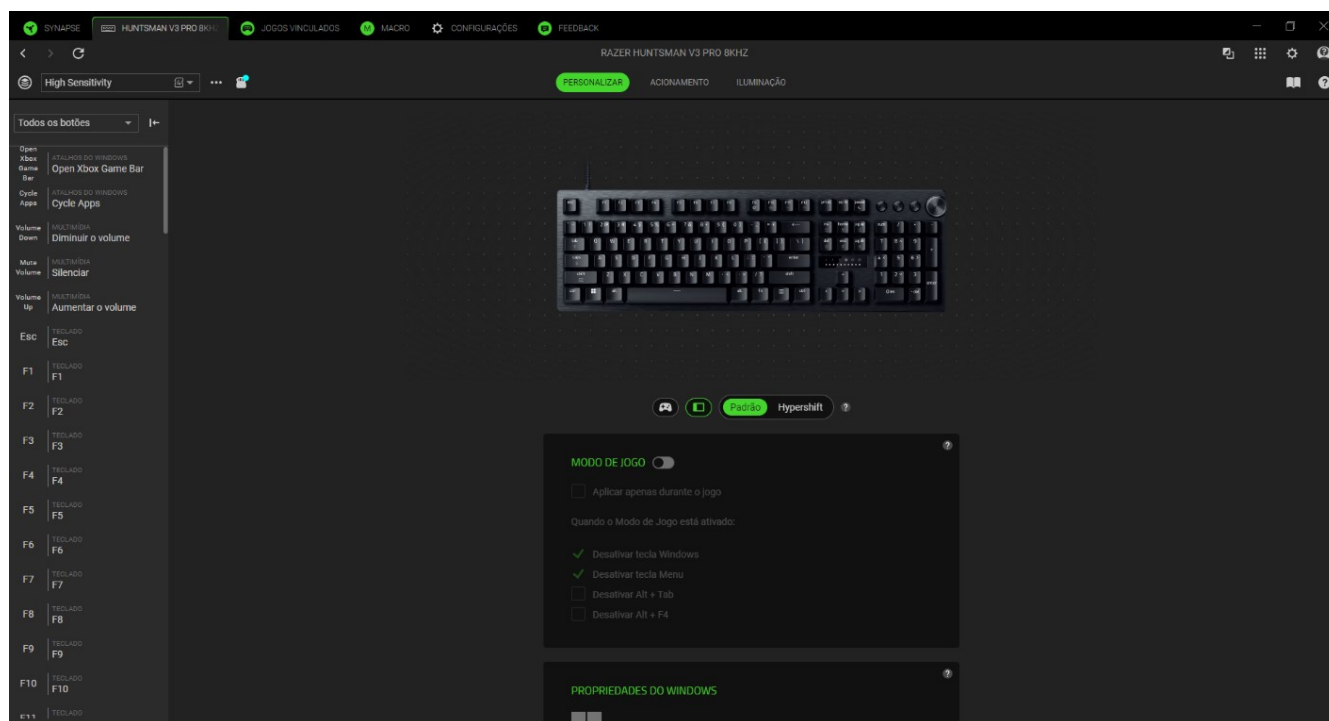 SYNAPSE
HUNTSMAN V3 PRO 8KHZ
JOGOS VINCULADOS
MACRO
CONFIGURAÇÕES
FEEDBACK
RAZER HUNTSMAN V3 PRO 8KHZ
High Sensitivity
PERSONALIZAR
ACIONAMENTO
ILUMINAÇÃO
Todos os botões
Open
Xbox
Game
Bar
ATALHOS DO WINDOWS
Open Xbox Game Bar
Cycle
Apps
ATALHOS DO WINDOWS
Cycle Apps
Volume
Down
MULTIMÍDIA
Diminuir o volume
Mute
Volume
MULTIMÍDIA
Silenciar
Volume
Up
MULTIMÍDIA
Aumentar o volume
Esc
TECLADO
Esc
F1
TECLADO
F1
F2
TECLADO
F2
F3
TECLADO
F3
F4
TECLADO
F4
F5
TECLADO
F5
F6
TECLADO
F6
F7
TECLADO
F7
F8
TECLADO
F8
F9
TECLADO
F9
F10
TECLADO
F10
F11
TECLADO
Padrão
Hypershift
MODO DE JOGO
Aplicar apenas durante o jogo
Quando o Modo de Jogo está ativado:
Desativar tecla Windows
Desativar tecla Menu
Desativar Alt + Tab
Desativar Alt + F4
PROPRIEDADES DO WINDOWS